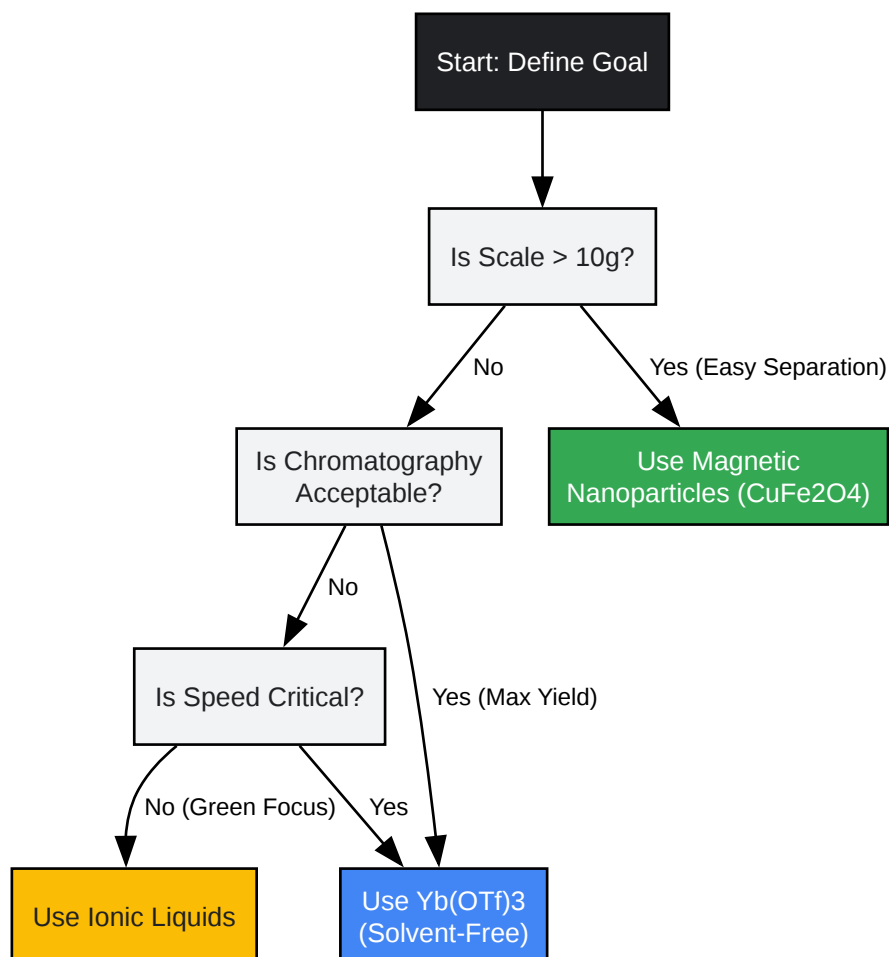 Start: Define Goal
Is Scale > 10g?
No
Yes (Easy Separation)
Is Chromatography
Acceptable?
Use Magnetic
Nanoparticles (CuFe2O4)
No
Yes (Max Yield)
Is Speed Critical?
No (Green Focus)
Yes
Use Ionic Liquids
Use Yb(OTf)3
(Solvent-Free)